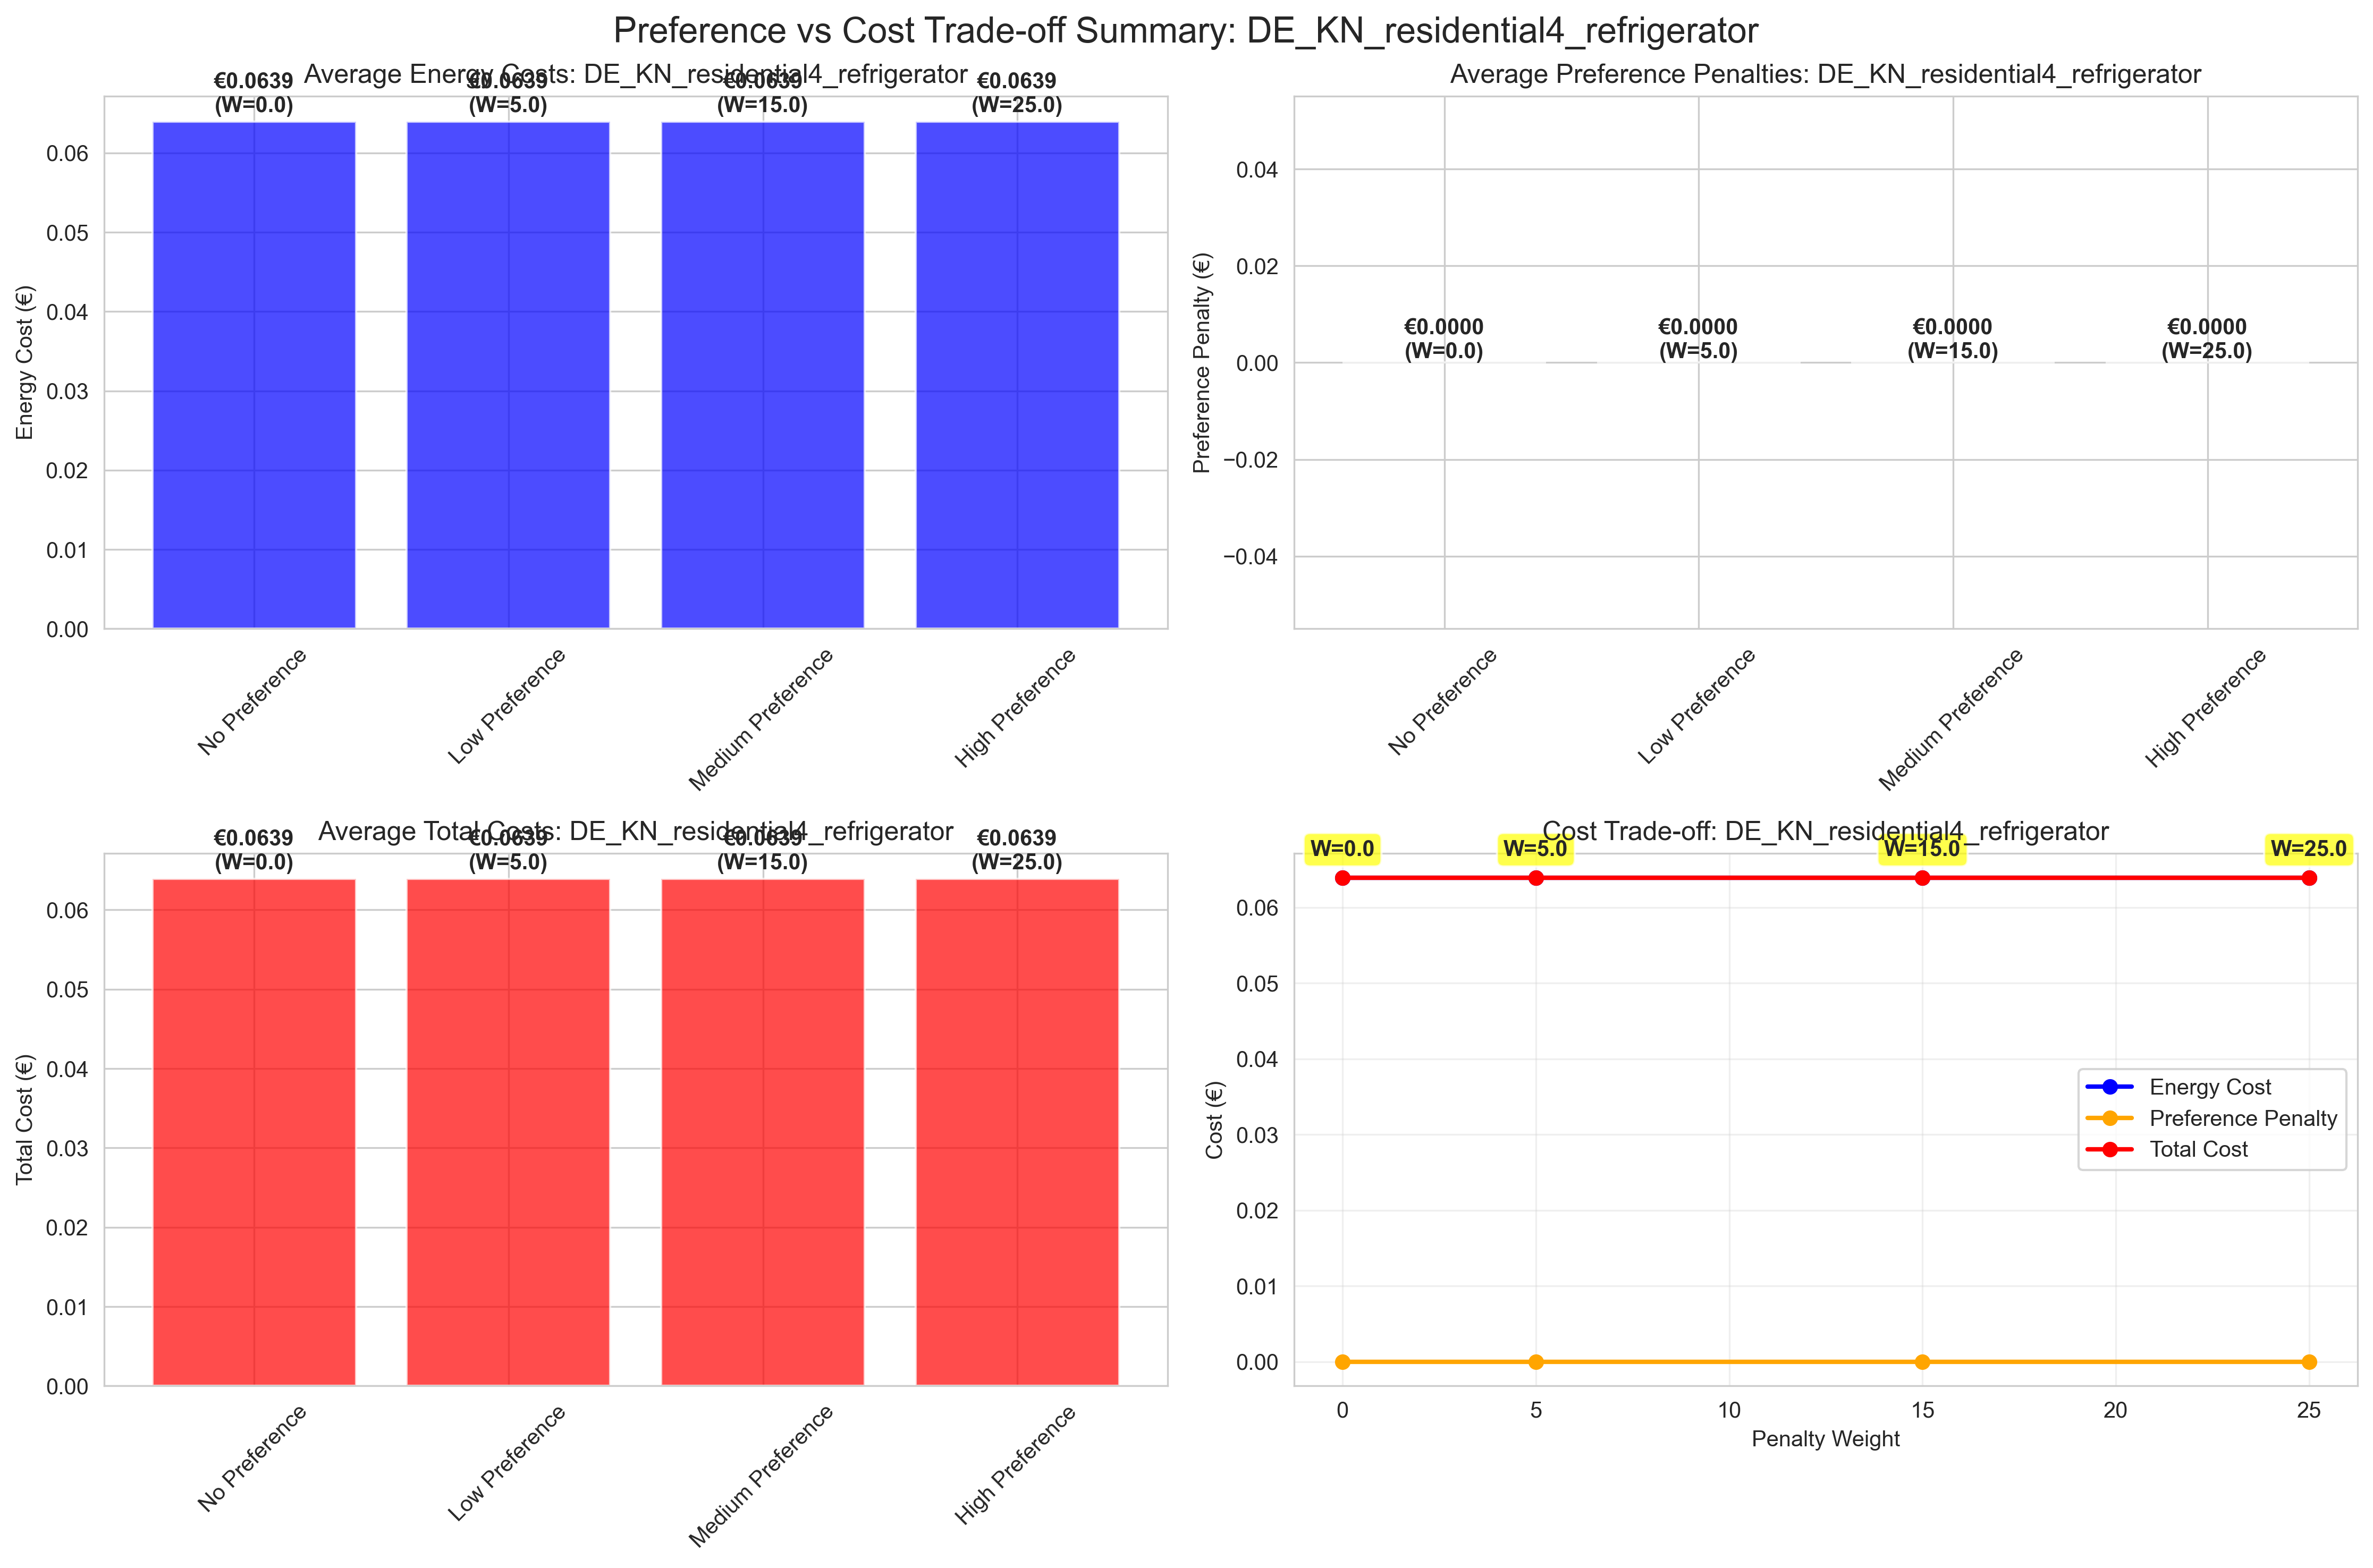 Preference vs Cost Trade-off Summary: DE_KN_residential4_refrigerator
Average Energy Costs: DE_KN_residential4_refrigerator
€0.0639
(W=0.0)
€0.0639
(W=5.0)
€0.0639
(W=15.0)
€0.0639
(W=25.0)
Energy Cost (€)
0.06
0.05
0.04
0.03
0.02
0.01
0.00
No Preference
Low Preference
Medium Preference
High Preference
Average Preference Penalties: DE_KN_residential4_refrigerator
Preference Penalty (€)
0.04
0.02
0.00
−0.02
−0.04
€0.0000
(W=0.0)
€0.0000
(W=5.0)
€0.0000
(W=15.0)
€0.0000
(W=25.0)
No Preference
Low Preference
Medium Preference
High Preference
Average Total Costs: DE_KN_residential4_refrigerator
€0.0639
(W=0.0)
€0.0639
(W=5.0)
€0.0639
(W=15.0)
€0.0639
(W=25.0)
Total Cost (€)
0.06
0.05
0.04
0.03
0.02
0.01
0.00
No Preference
Low Preference
Medium Preference
High Preference
Cost Trade-off: DE_KN_residential4_refrigerator
W=0.0
W=5.0
W=15.0
W=25.0
Cost (€)
0.06
0.05
0.04
0.03
0.02
0.01
0.00
Energy Cost
Preference Penalty
Total Cost
0
5
10
15
20
25
Penalty Weight